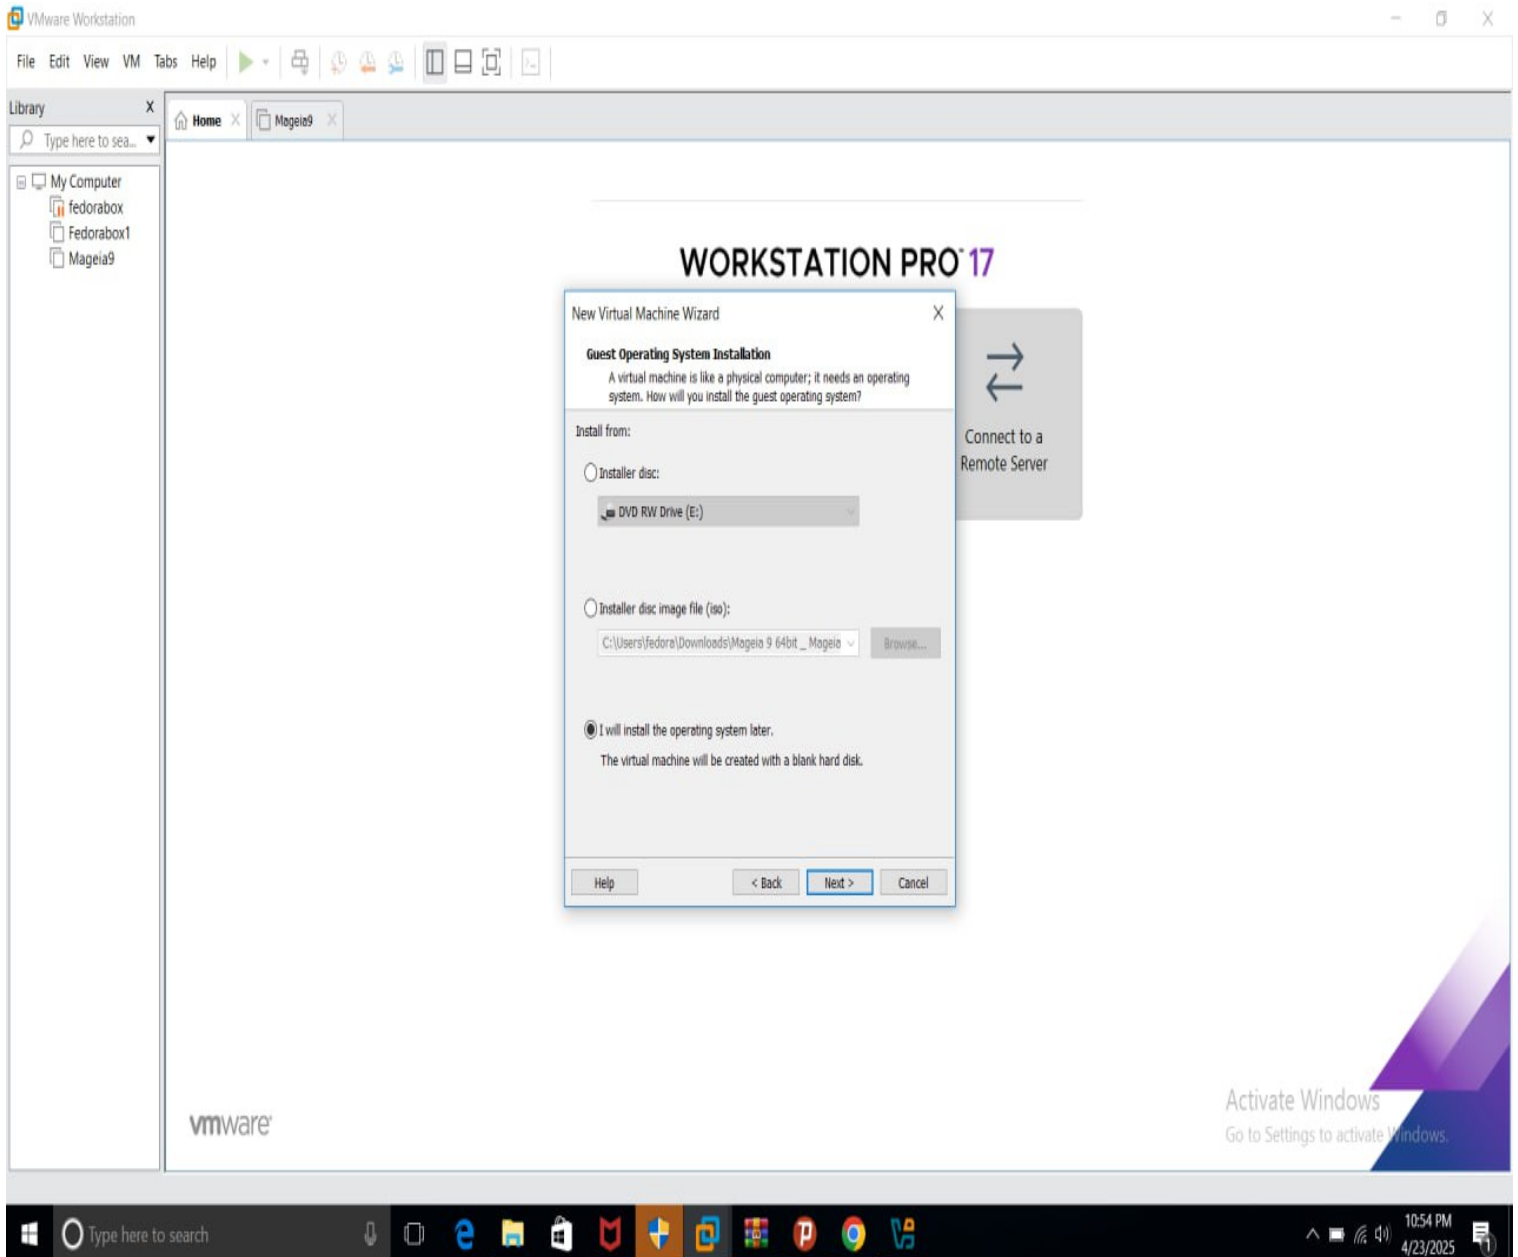 VMware Workstation
File Edit View VM Tabs Help
Library X
Type here to sea...
My Computer
fedorabox
Fedorabox1
Mageia9
Home
Mageia9
WORKSTATION PRO™ 17
New Virtual Machine Wizard
Guest Operating System Installation
A virtual machine is like a physical computer; it needs an operating
system. How will you install the guest operating system?
Install from:
Installer disc:
DVD RW Drive (E:)
Installer disc image file (iso):
C:\Users\fedora\Downloads\Mageia 9 64bit _ Mageia
Browse...
I will install the operating system later.
The virtual machine will be created with a blank hard disk.
Help
< Back
Next >
Cancel
Connect to a
Remote Server
vmware
Activate Windows
Go to Settings to activate Windows.
Type here to search
10:54 PM
4/23/2025
1